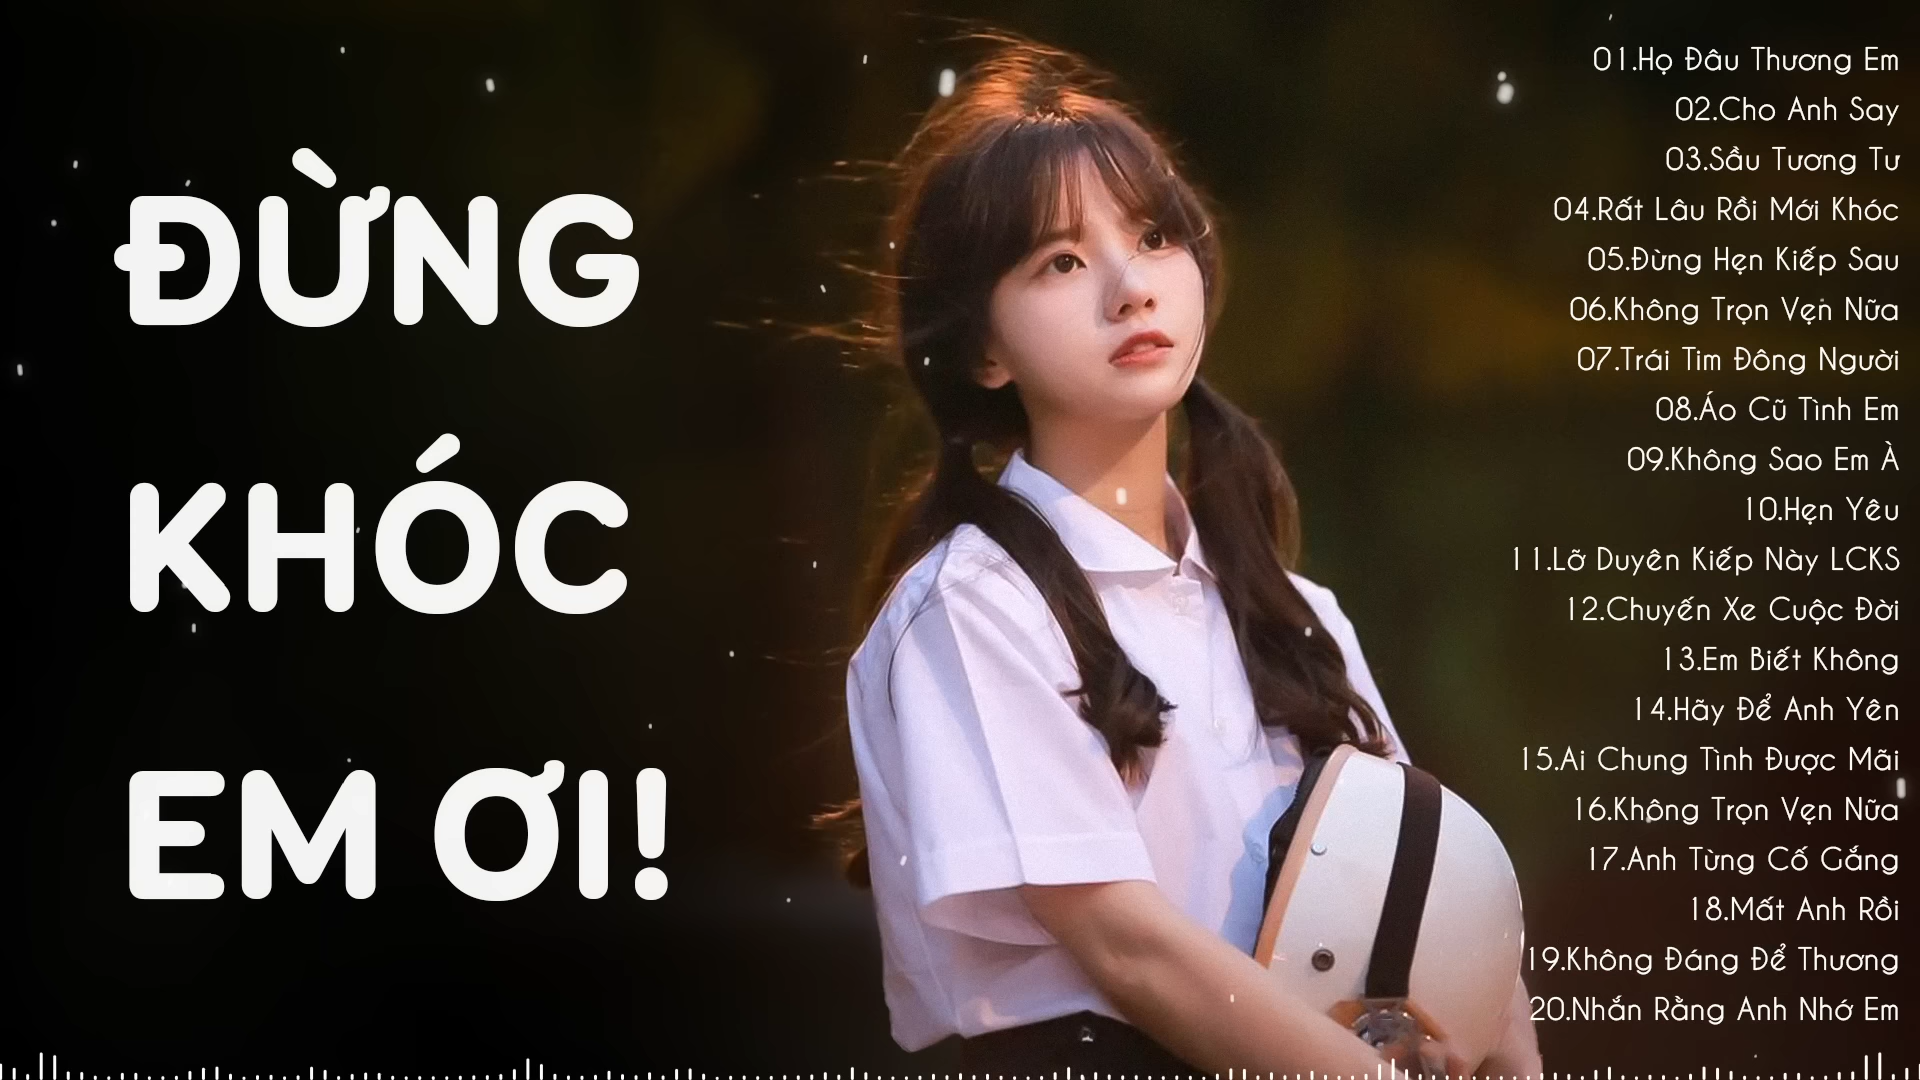 ĐỪNG
KHÓC
EM ƠI!
01.Họ Đâu Thương Em
02.Cho Anh Say
03.Sầu Tương Tư
04.Rất Lâu Rồi Mới Khóc
05.Đừng Hẹn Kiếp Sau
06.Không Trọn Vẹn Nữa
07.Trái Tim Đông Người
08.Áo Cũ Tình Em
09.Không Sao Em À
10.Hẹn Yêu
11.Lỡ Duyên Kiếp Này LCKS
12.Chuyến Xe Cuộc Đời
13.Em Biết Không
14.Hãy Để Anh Yên
15.Ai Chung Tình Được Mãi
16.Không Trọn Vẹn Nữa
17.Anh Từng Cố Gắng
18.Mất Anh Rồi
19.Không Đáng Để Thương
20.Nhắn Rằng Anh Nhớ Em